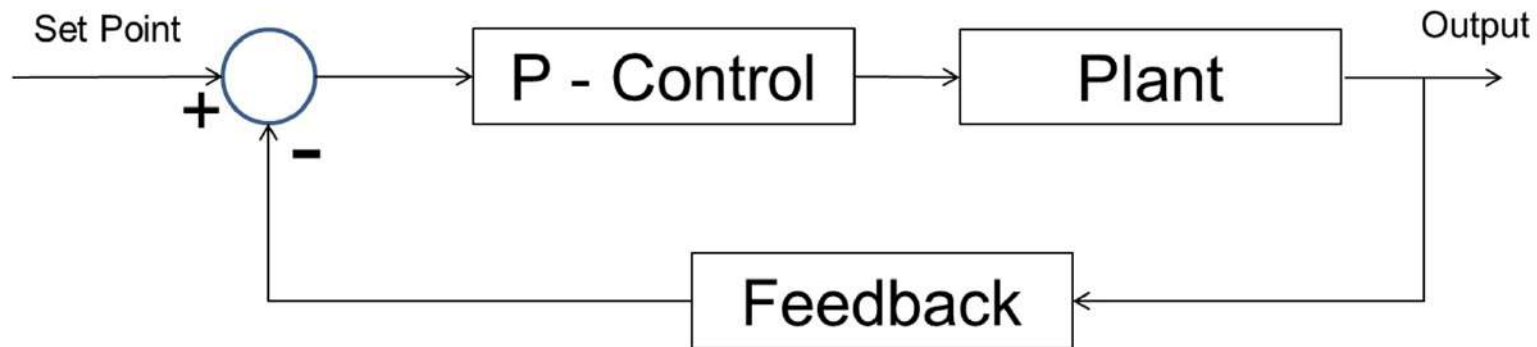 Set Point
Output
P - Control
Plant
+
-
Feedback